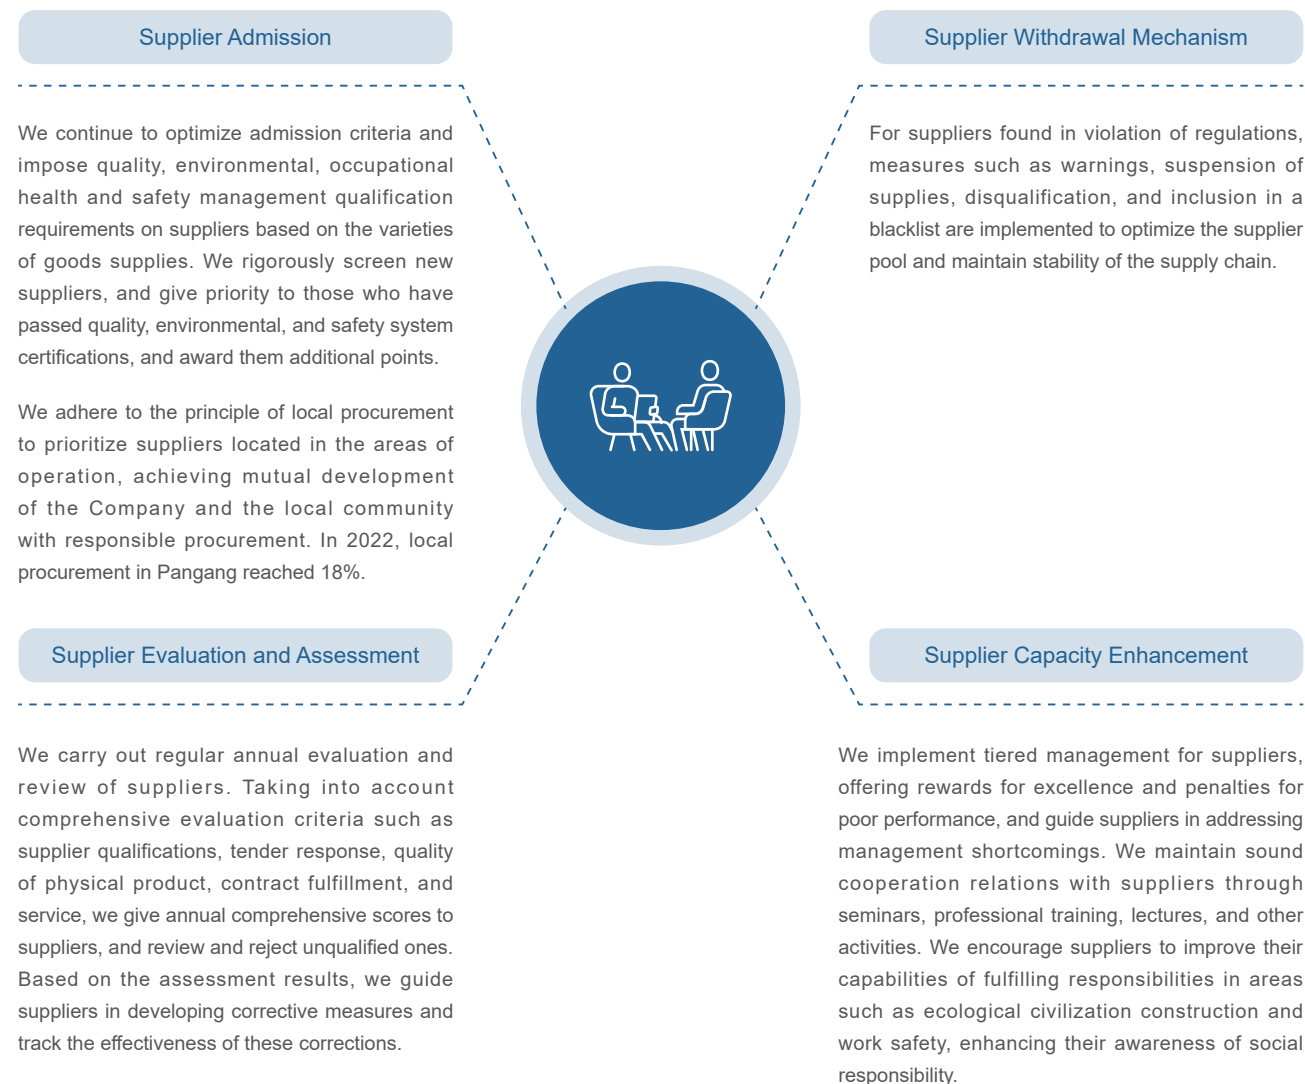 Supplier Admission
We continue to optimize admission criteria and
impose quality, environmental, occupational
health and safety management qualification
requirements on suppliers based on the varieties
of goods supplies. We rigorously screen new
suppliers, and give priority to those who have
passed quality, environmental, and safety system
certifications, and award them additional points.
We adhere to the principle of local procurement
to prioritize suppliers located in the areas of
operation, achieving mutual development
of the Company and the local community
with responsible procurement. In 2022, local
procurement in Pangang reached 18%.
Supplier Withdrawal Mechanism
For suppliers found in violation of regulations,
measures such as warnings, suspension of
supplies, disqualification, and inclusion in a
blacklist are implemented to optimize the supplier
pool and maintain stability of the supply chain.
Supplier Evaluation and Assessment
We carry out regular annual evaluation and
review of suppliers. Taking into account
comprehensive evaluation criteria such as
supplier qualifications, tender response, quality
of physical product, contract fulfillment, and
service, we give annual comprehensive scores to
suppliers, and review and reject unqualified ones.
Based on the assessment results, we guide
suppliers in developing corrective measures and
track the effectiveness of these corrections.
Supplier Capacity Enhancement
We implement tiered management for suppliers,
offering rewards for excellence and penalties for
poor performance, and guide suppliers in addressing
management shortcomings. We maintain sound
cooperation relations with suppliers through
seminars, professional training, lectures, and other
activities. We encourage suppliers to improve their
capabilities of fulfilling responsibilities in areas
such as ecological civilization construction and
work safety, enhancing their awareness of social
responsibility.